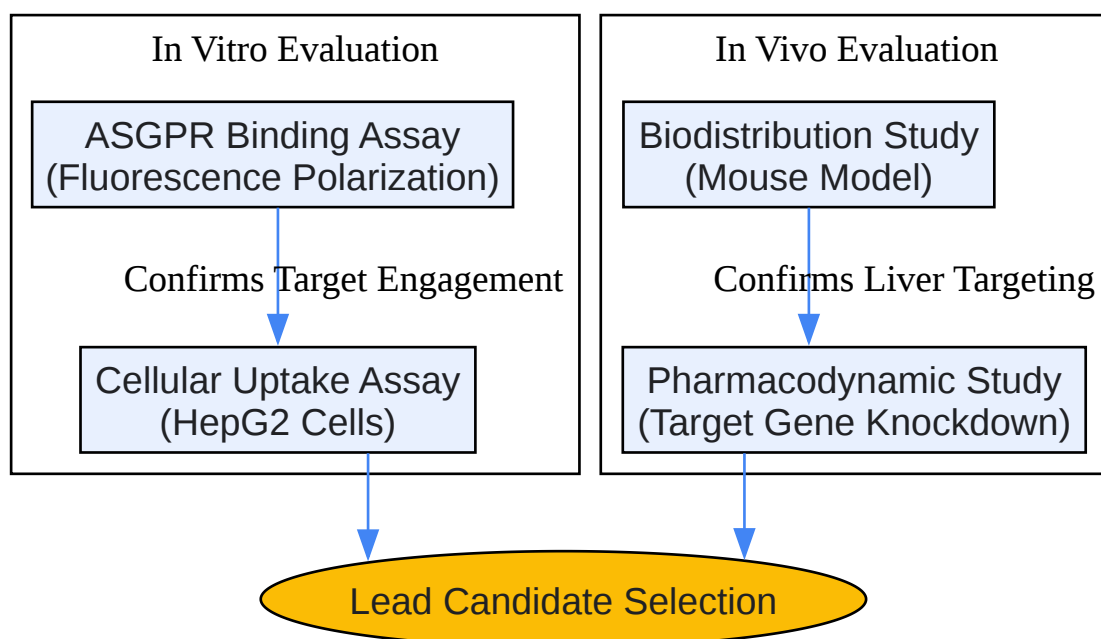 In Vitro Evaluation
ASGPR Binding Assay
(Fluorescence Polarization)
Confirms Target Engagement
Cellular Uptake Assay
(HepG2 Cells)
In Vivo Evaluation
Biodistribution Study
(Mouse Model)
Confirms Liver Targeting
Pharmacodynamic Study
(Target Gene Knockdown)
Lead Candidate Selection